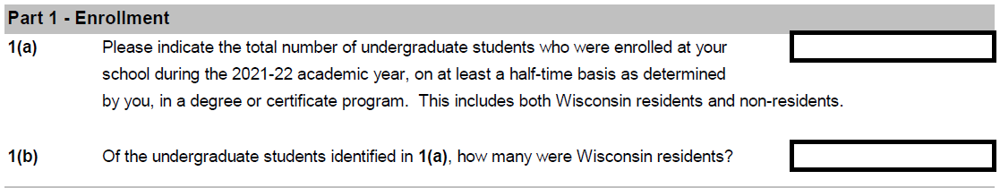 Part 1 - Enrollment
1(a) Please indicate the total number of undergraduate students who were enrolled at your
school during the 2021-22 academic year, on at least a half-time basis as determined
by you, in a degree or certificate program.  This includes both Wisconsin residents and non-residents.
1(b) Of the undergraduate students identified in 1(a), how many were Wisconsin residents?